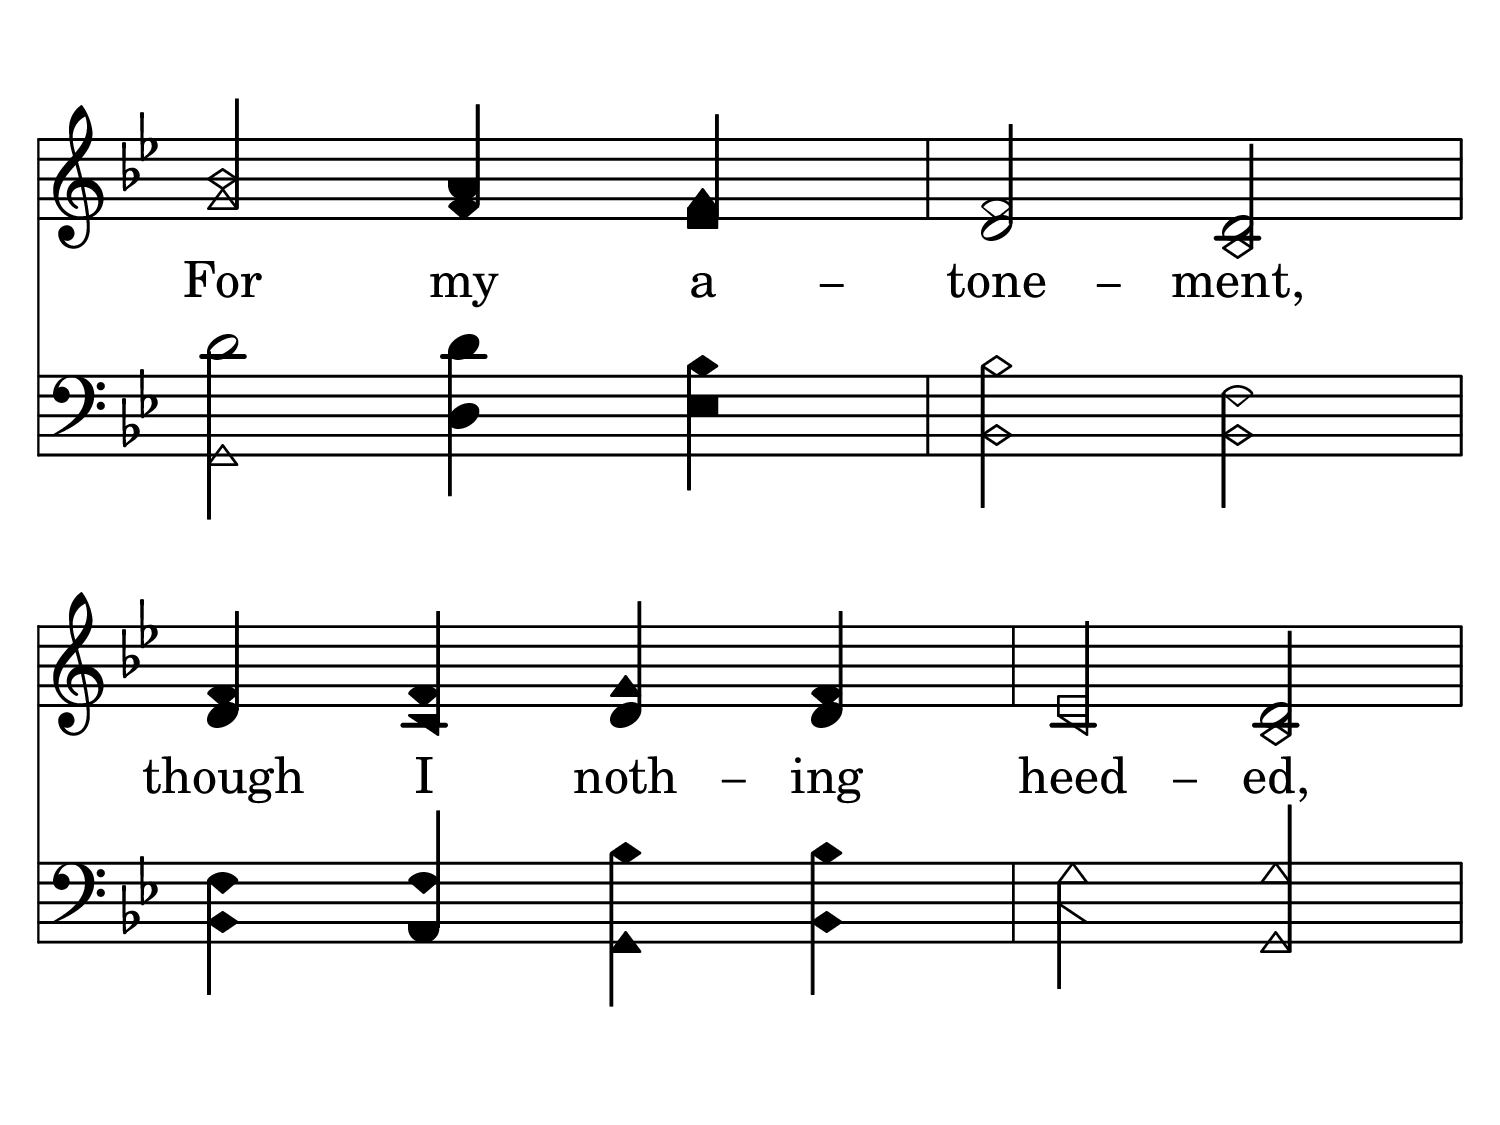 For my a – tone – ment,
though I noth – ing heed – ed,